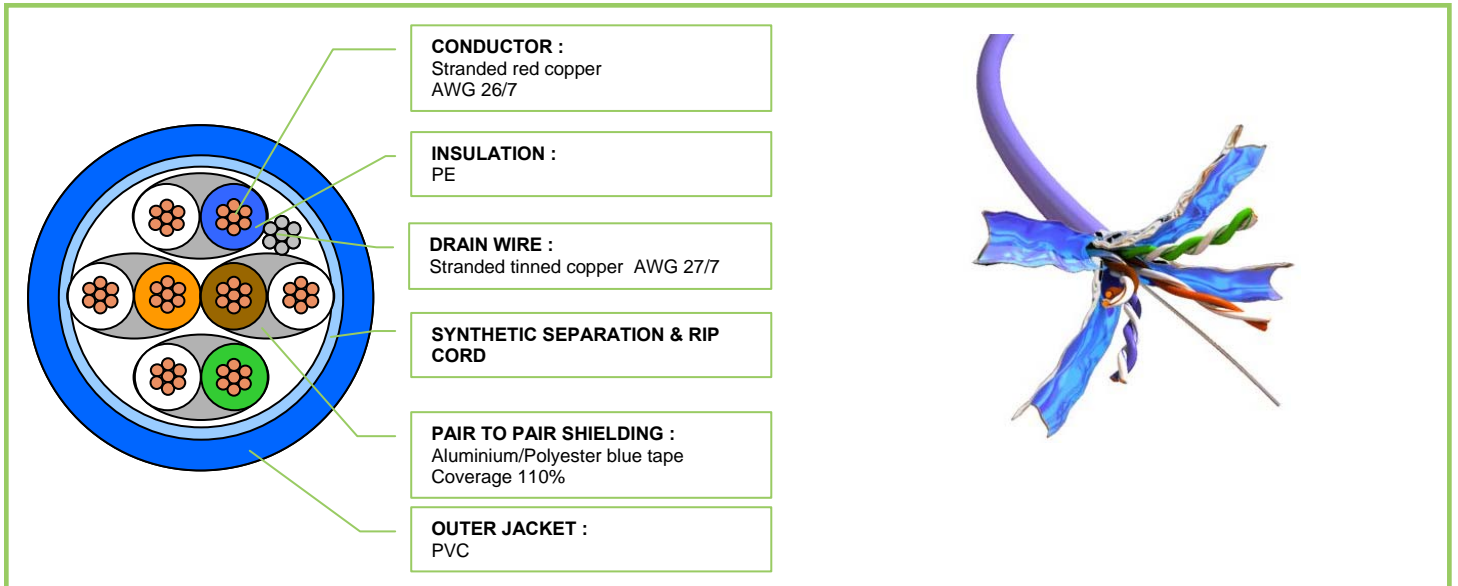 CONDUCTOR :
Stranded red copper
AWG 26/7
INSULATION :
PE
DRAIN WIRE :
Stranded tinned copper AWG 27/7
SYNTHETIC SEPARATION & RIP
CORD
PAIR TO PAIR SHIELDING :
Aluminium/Polyester blue tape
Coverage 110%
OUTER JACKET :
PVC